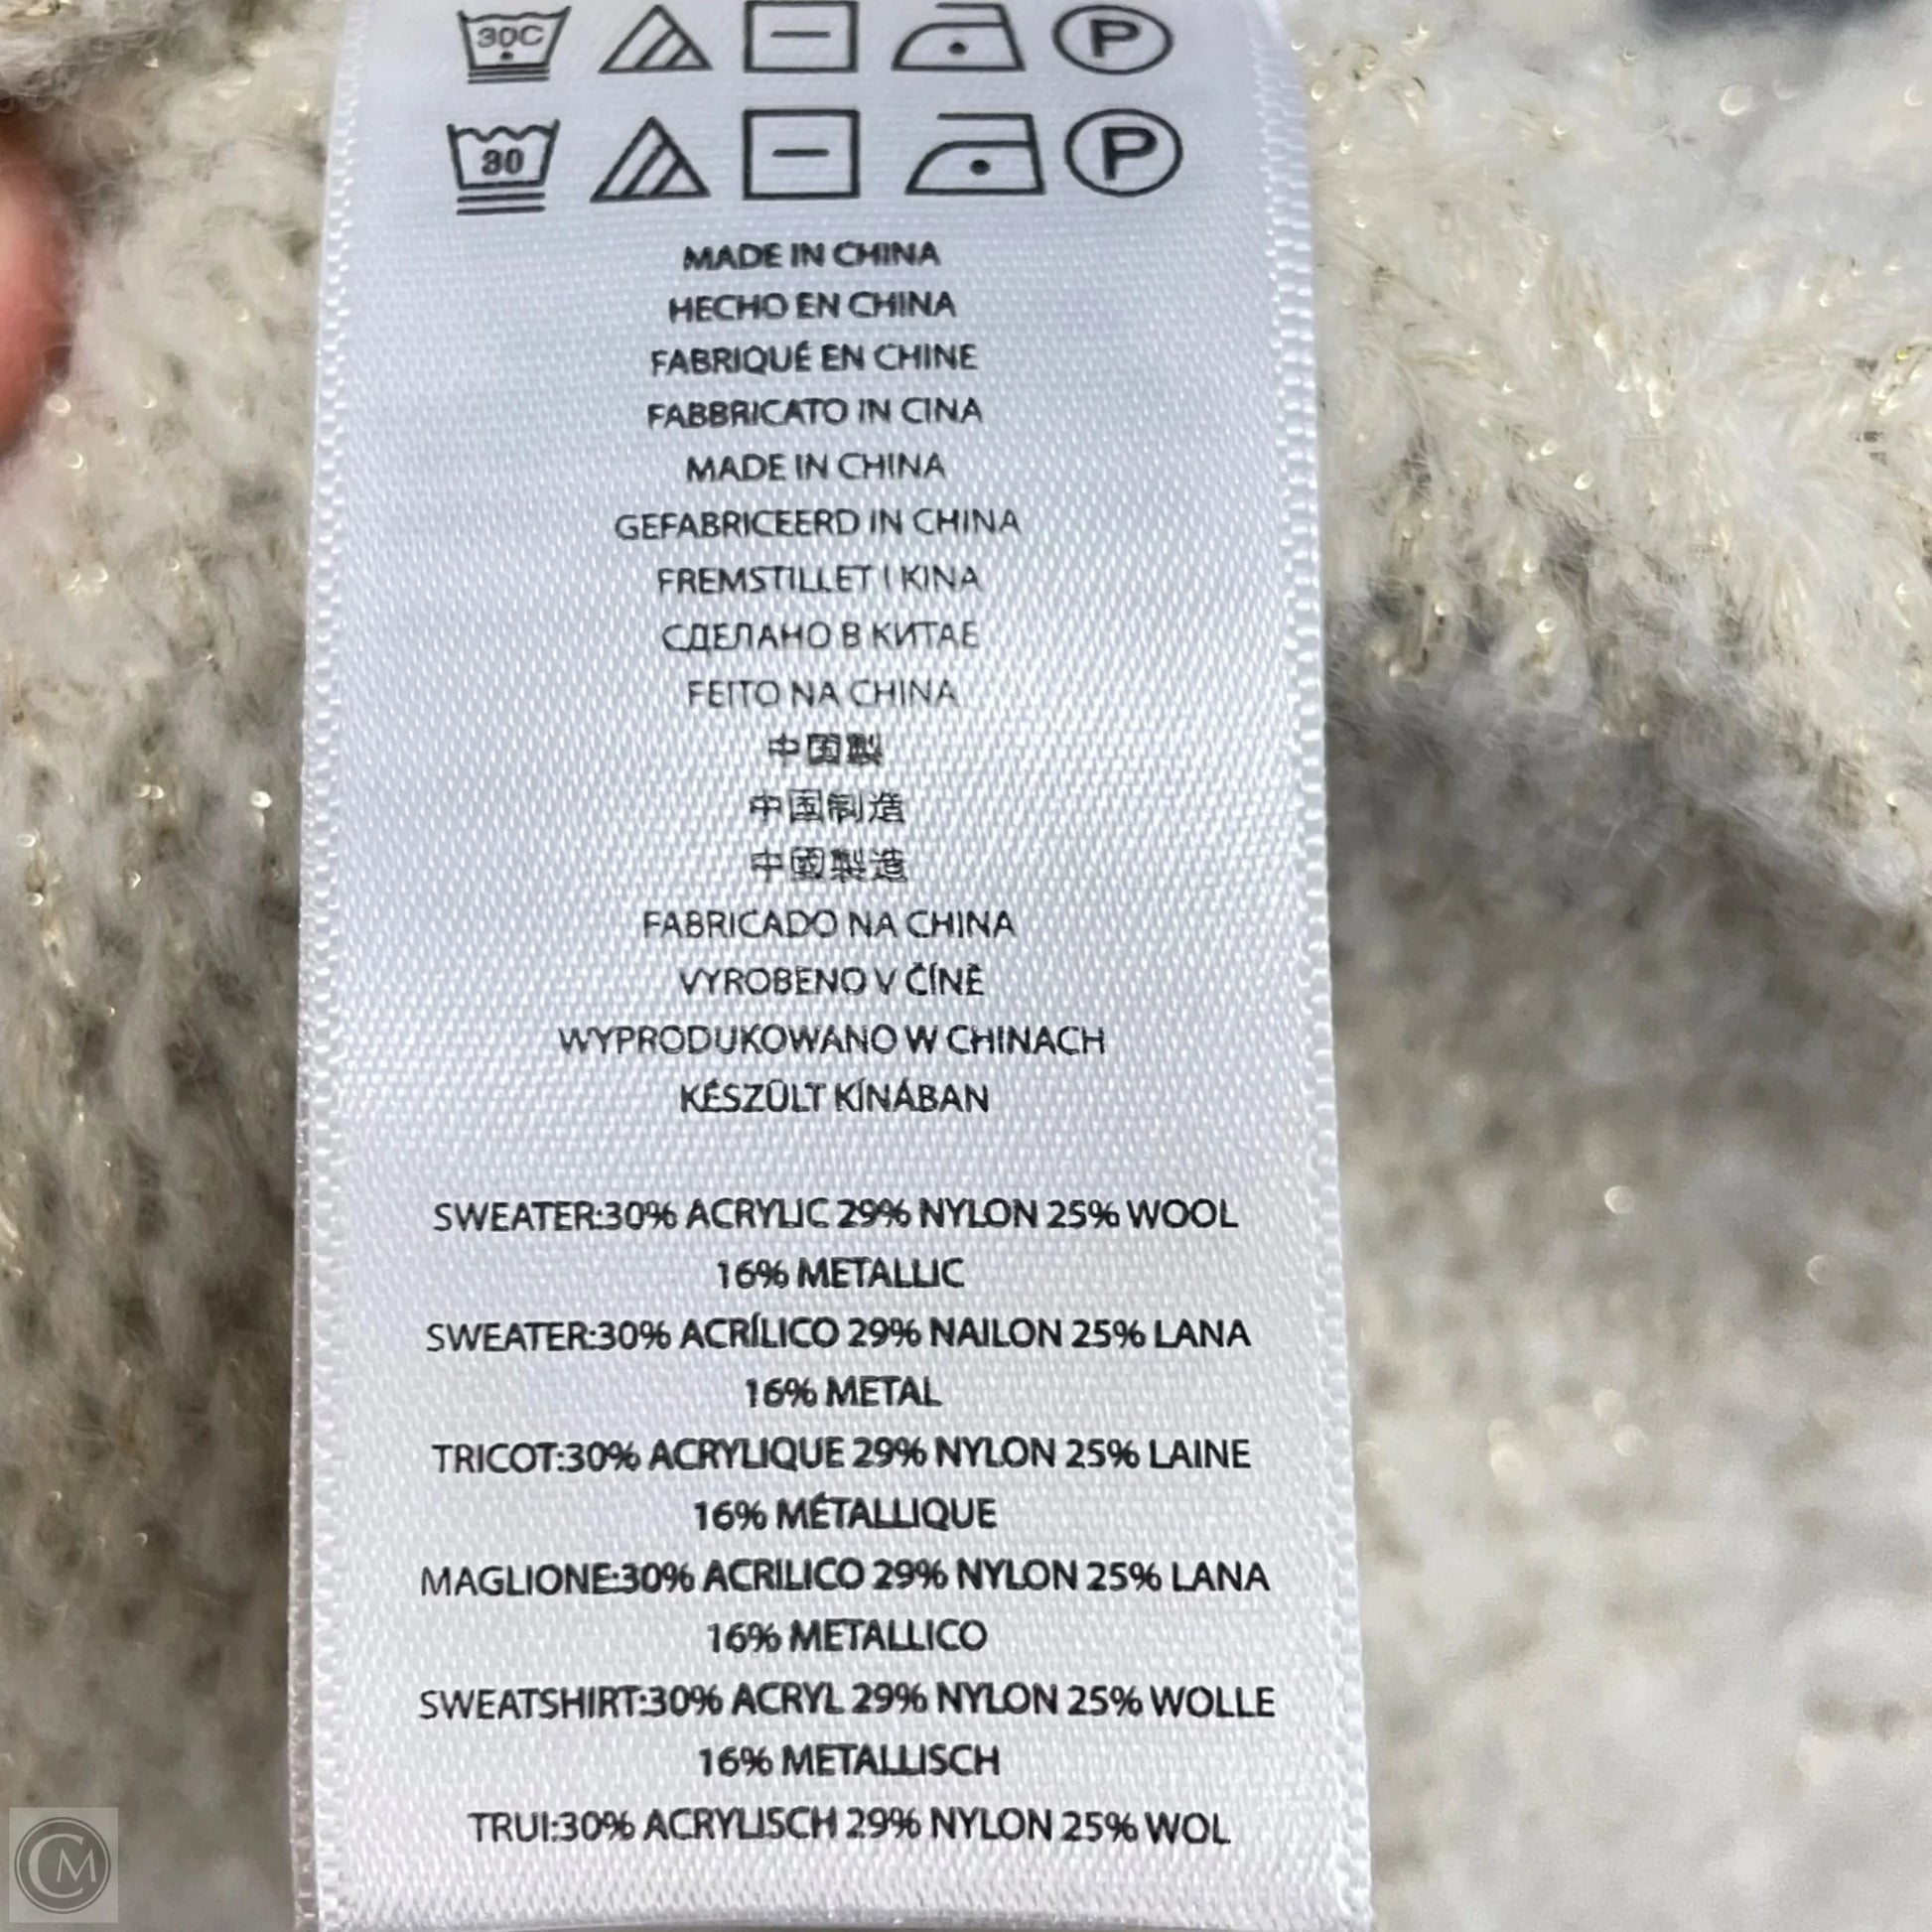 30C P
30 P
MADE IN CHINA
HECHO EN CHINA
FABRIQUÉ EN CHINE
FABBRICATO IN CINA
MADE IN CHINA
GEFABRICEERD IN CHINA
FREMSTILLET I KINA
СДЕЛАНО В КИТАЕ
FEITO NA CHINA
中国製
中国制造
中國製造
FABRICADO NA CHINA
VYROBENO V ČÍNĚ
WYPRODUKOWANO W CHINACH
KÉSZÜLT KÍNÁBAN
SWEATER:30% ACRYLIC 29% NYLON 25% WOOL
16% METALLIC
SWEATER:30% ACRÍLICO 29% NAILON 25% LANA
16% METAL
TRICOT:30% ACRYLIQUE 29% NYLON 25% LAINE
16% MÉTALLIQUE
MAGLIONE:30% ACRILICO 29% NYLON 25% LANA
16% METALLICO
SWEATSHIRT:30% ACRYL 29% NYLON 25% WOLLE
16% METALLISCH
TRUI:30% ACRYLISCH 29% NYLON 25% WOL
CM